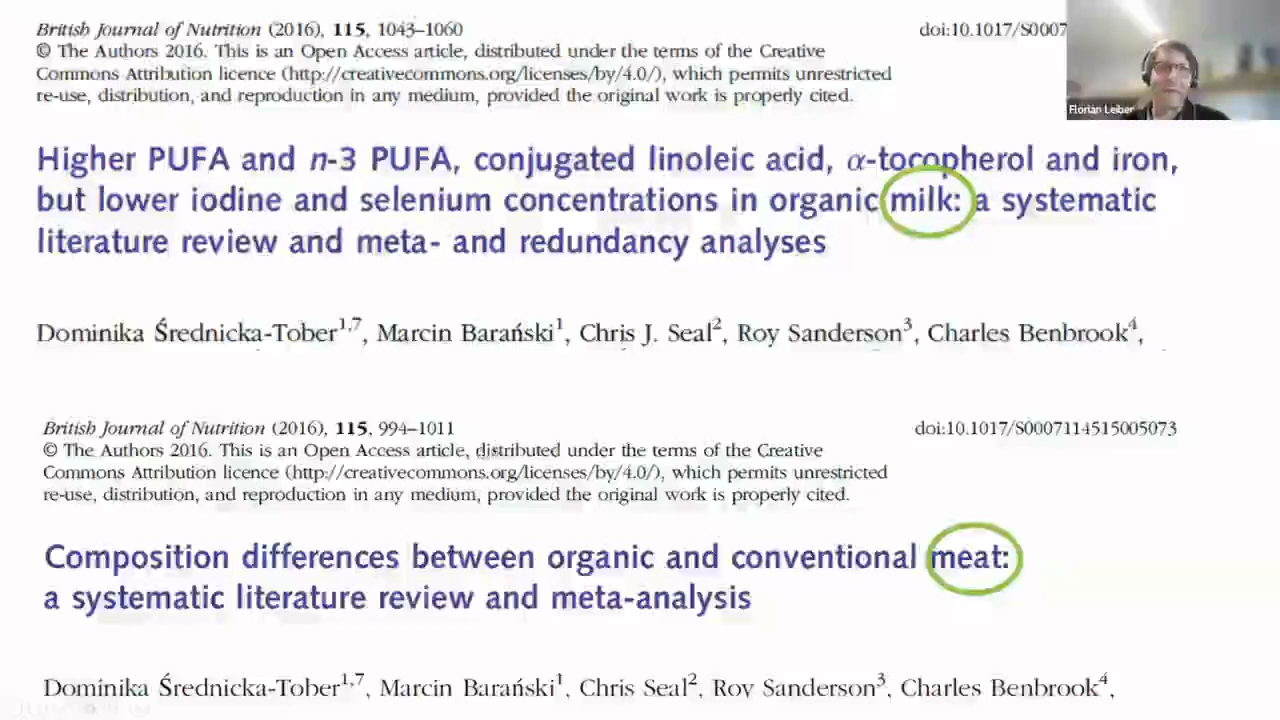 British Journal of Nutrition (2016), 115, 1043–1060
doi:10.1017/S0007
© The Authors 2016. This is an Open Access article, distributed under the terms of the Creative
Commons Attribution licence (http://creativecommons.org/licenses/by/4.0/), which permits unrestricted
re-use, distribution, and reproduction in any medium, provided the original work is properly cited.
Florian Leiber
Higher PUFA and n-3 PUFA, conjugated linoleic acid, α-tocopherol and iron,
but lower iodine and selenium concentrations in organic milk: a systematic
literature review and meta- and redundancy analyses
Dominika Średnicka-Tober1,7, Marcin Barański1, Chris J. Seal2, Roy Sanderson3, Charles Benbrook4,
British Journal of Nutrition (2016), 115, 994–1011
doi:10.1017/S0007114515005073
© The Authors 2016. This is an Open Access article, distributed under the terms of the Creative
Commons Attribution licence (http://creativecommons.org/licenses/by/4.0/), which permits unrestricted
re-use, distribution, and reproduction in any medium, provided the original work is properly cited.
Composition differences between organic and conventional meat:
a systematic literature review and meta-analysis
Dominika Średnicka-Tober1,7, Marcin Barański1, Chris Seal2, Roy Sanderson3, Charles Benbrook4,